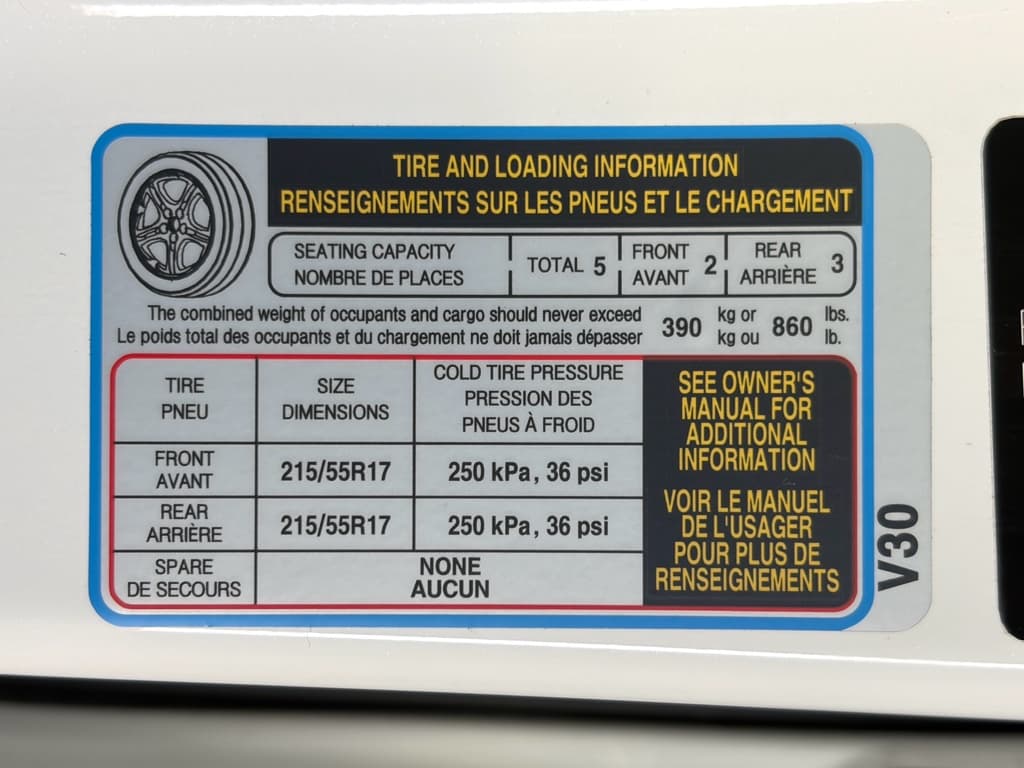 TIRE AND LOADING INFORMATION
RENSEIGNEMENTS SUR LES PNEUS ET LE CHARGEMENT
SEATING CAPACITY
NOMBRE DE PLACES
TOTAL 5
FRONT
AVANT 2
REAR
ARRIÈRE 3
The combined weight of occupants and cargo should never exceed
Le poids total des occupants et du chargement ne doit jamais dépasser
390 kg or
kg ou
860 lbs.
lb.
TIRE
PNEU
SIZE
DIMENSIONS
COLD TIRE PRESSURE
PRESSION DES
PNEUS À FROID
FRONT
AVANT
215/55R17
250 kPa, 36 psi
REAR
ARRIÈRE
215/55R17
250 kPa, 36 psi
SPARE
DE SECOURS
NONE
AUCUN
SEE OWNER'S
MANUAL FOR
ADDITIONAL
INFORMATION
VOIR LE MANUEL
DE L'USAGER
POUR PLUS DE
RENSEIGNEMENTS
V30